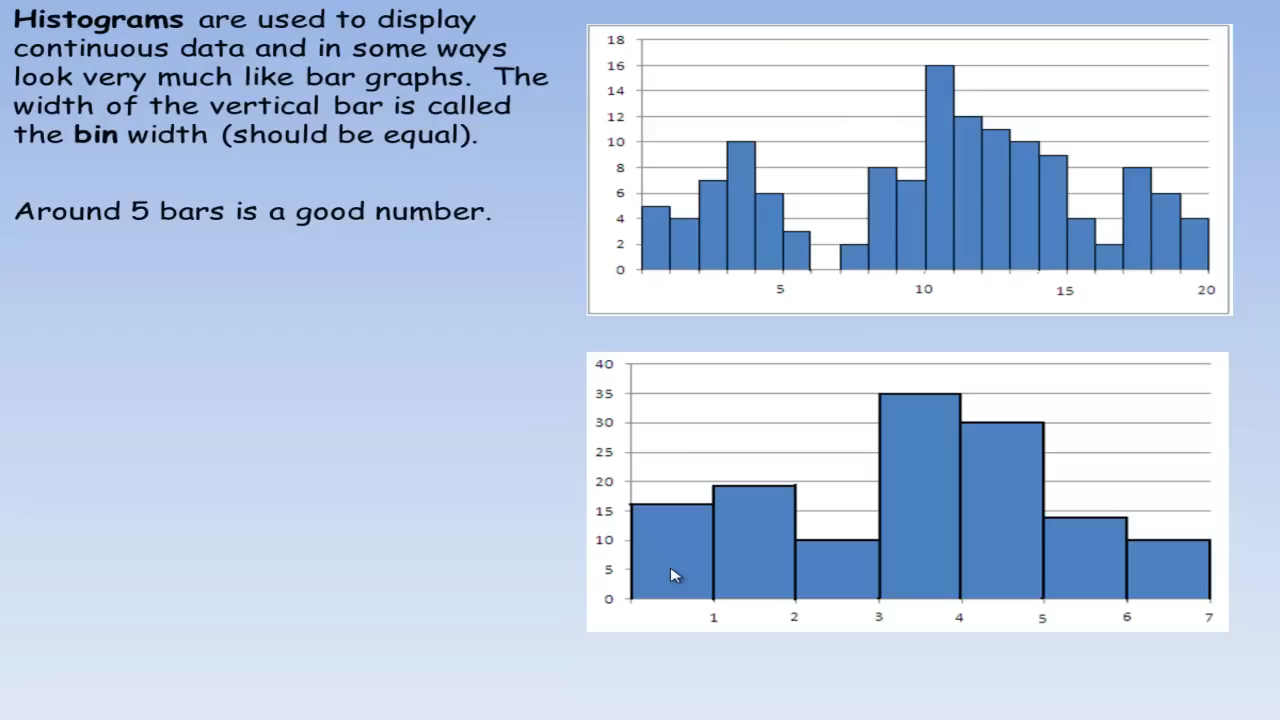 Histograms are used to display
continuous data and in some ways
look very much like bar graphs. The
width of the vertical bar is called
the bin width (should be equal).
Around 5 bars is a good number.
18
16
14
12
10
8
6
4
2
0
5 10 15 20
40
35
30
25
20
15
10
5
0
1 2 3 4 5 6 7